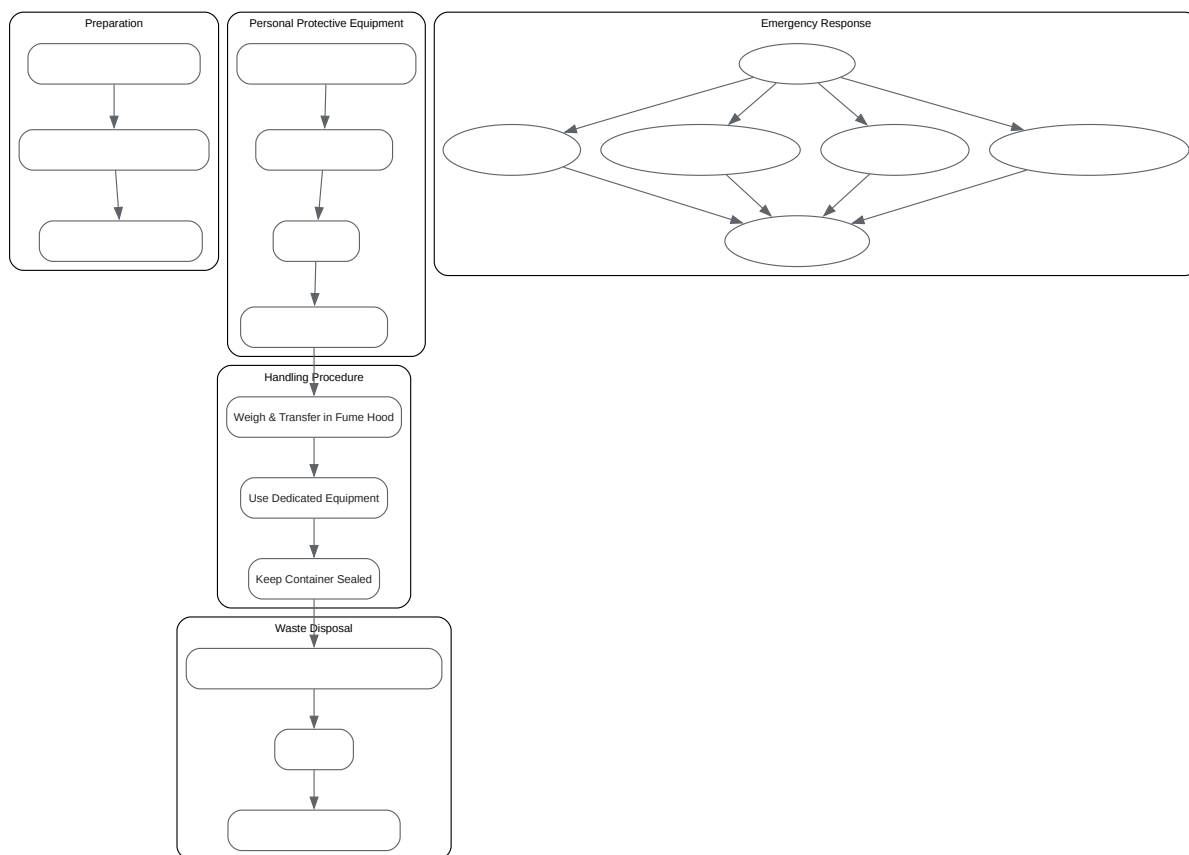 Preparation
Personal Protective Equipment
Emergency Response
Handling Procedure
Weigh & Transfer in Fume Hood
Use Dedicated Equipment
Keep Container Sealed
Waste Disposal